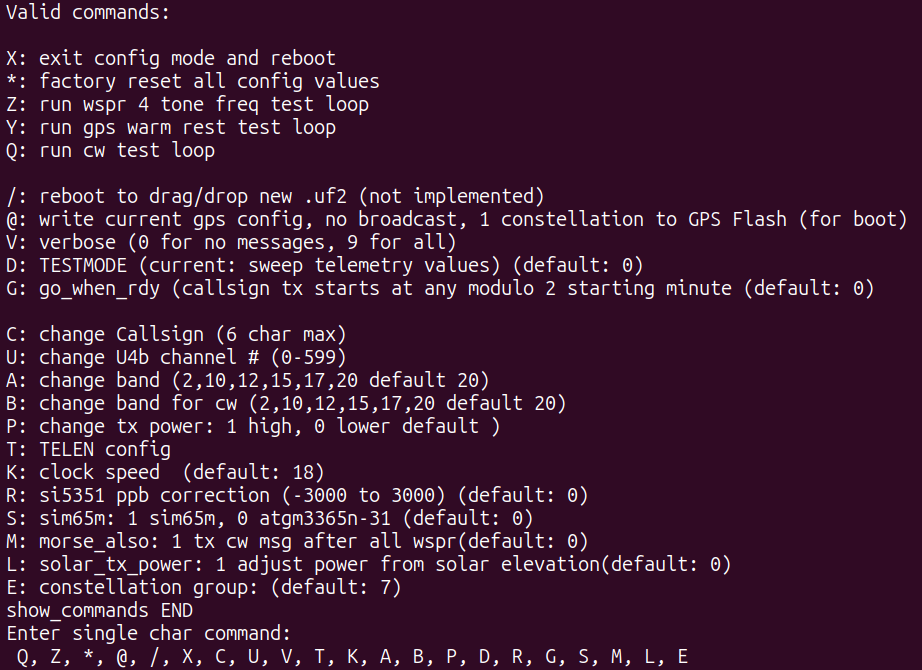 Valid commands:
X: exit config mode and reboot
*: factory reset all config values
Z: run wspr 4 tone freq test loop
Y: run gps warm rest test loop
Q: run cw test loop
/: reboot to drag/drop new .uf2 (not implemented)
@: write current gps config, no broadcast, 1 constellation to GPS Flash (for boot)
V: verbose (0 for no messages, 9 for all)
D: TESTMODE (current: sweep telemetry values) (default: 0)
G: go_when_rdy (callsign tx starts at any modulo 2 starting minute (default: 0)
C: change Callsign (6 char max)
U: change U4b channel # (0-599)
A: change band (2,10,12,15,17,20 default 20)
B: change band for cw (2,10,12,15,17,20 default 20)
P: change tx power: 1 high, 0 lower default )
T: TELEN config
K: clock speed  (default: 18)
R: si5351 ppb correction (-3000 to 3000) (default: 0)
S: sim65m: 1 sim65m, 0 atgm3365n-31 (default: 0)
M: morse_also: 1 tx cw msg after all wspr(default: 0)
L: solar_tx_power: 1 adjust power from solar elevation(default: 0)
E: constellation group: (default: 7)
show_commands END
Enter single char command:
 Q, Z, *, @, /, X, C, U, V, T, K, A, B, P, D, R, G, S, M, L, E